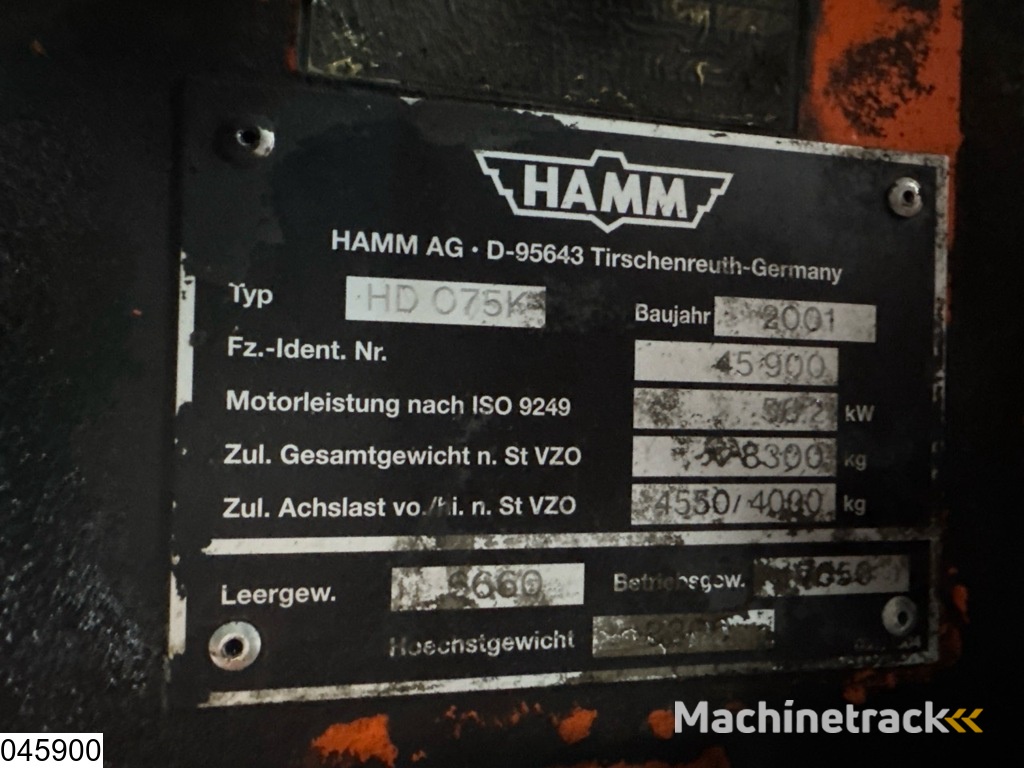 HAMM
HAMM AG · D-95643 Tirschenreuth-Germany
Typ HD 075K Baujahr 2001
Fz.-Ident. Nr. 45900
Motorleistung nach ISO 9249 kW
Zul. Gesamtgewicht n. St VZO 8300 kg
Zul. Achslast vo./hi. n. St VZO 4550/4000 kg
Leergew. 6660 Betriebsgew.
Hoechstgewicht
Machinetrack
045900